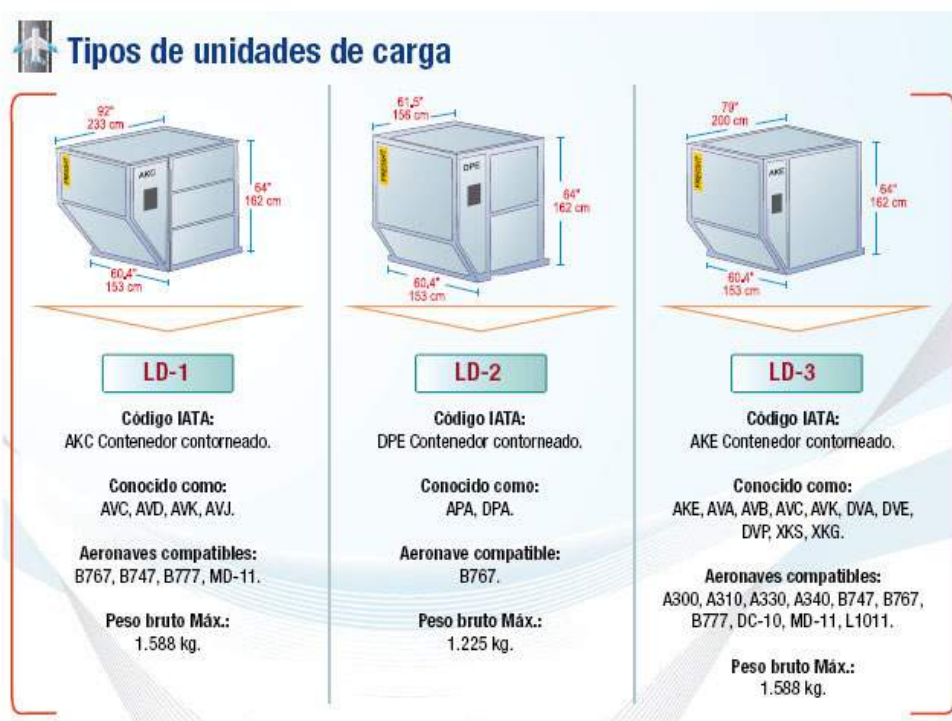 Tipos de unidades de carga
92"
233 cm
FREIGHT
AKC
64"
162 cm
60,4"
153 cm
LD-1
Código IATA:
AKC Contenedor contorneado.
Conocido como:
AVC, AVD, AVK, AVJ.
Aeronaves compatibles:
B767, B747, B777, MD-11.
Peso bruto Máx.:
1.588 kg.
61,5"
156 cm
FREIGHT
DPE
64"
162 cm
60,4"
153 cm
LD-2
Código IATA:
DPE Contenedor contorneado.
Conocido como:
APA, DPA.
Aeronave compatible:
B767.
Peso bruto Máx.:
1.225 kg.
79"
200 cm
FREIGHT
AKE
64"
162 cm
60,4"
153 cm
LD-3
Código IATA:
AKE Contenedor contorneado.
Conocido como:
AKE, AVA, AVB, AVC, AVK, DVA, DVE,
DVP, XKS, XKG.
Aeronaves compatibles:
A300, A310, A330, A340, B747, B767,
B777, DC-10, MD-11, L1011.
Peso bruto Máx.:
1.588 kg.